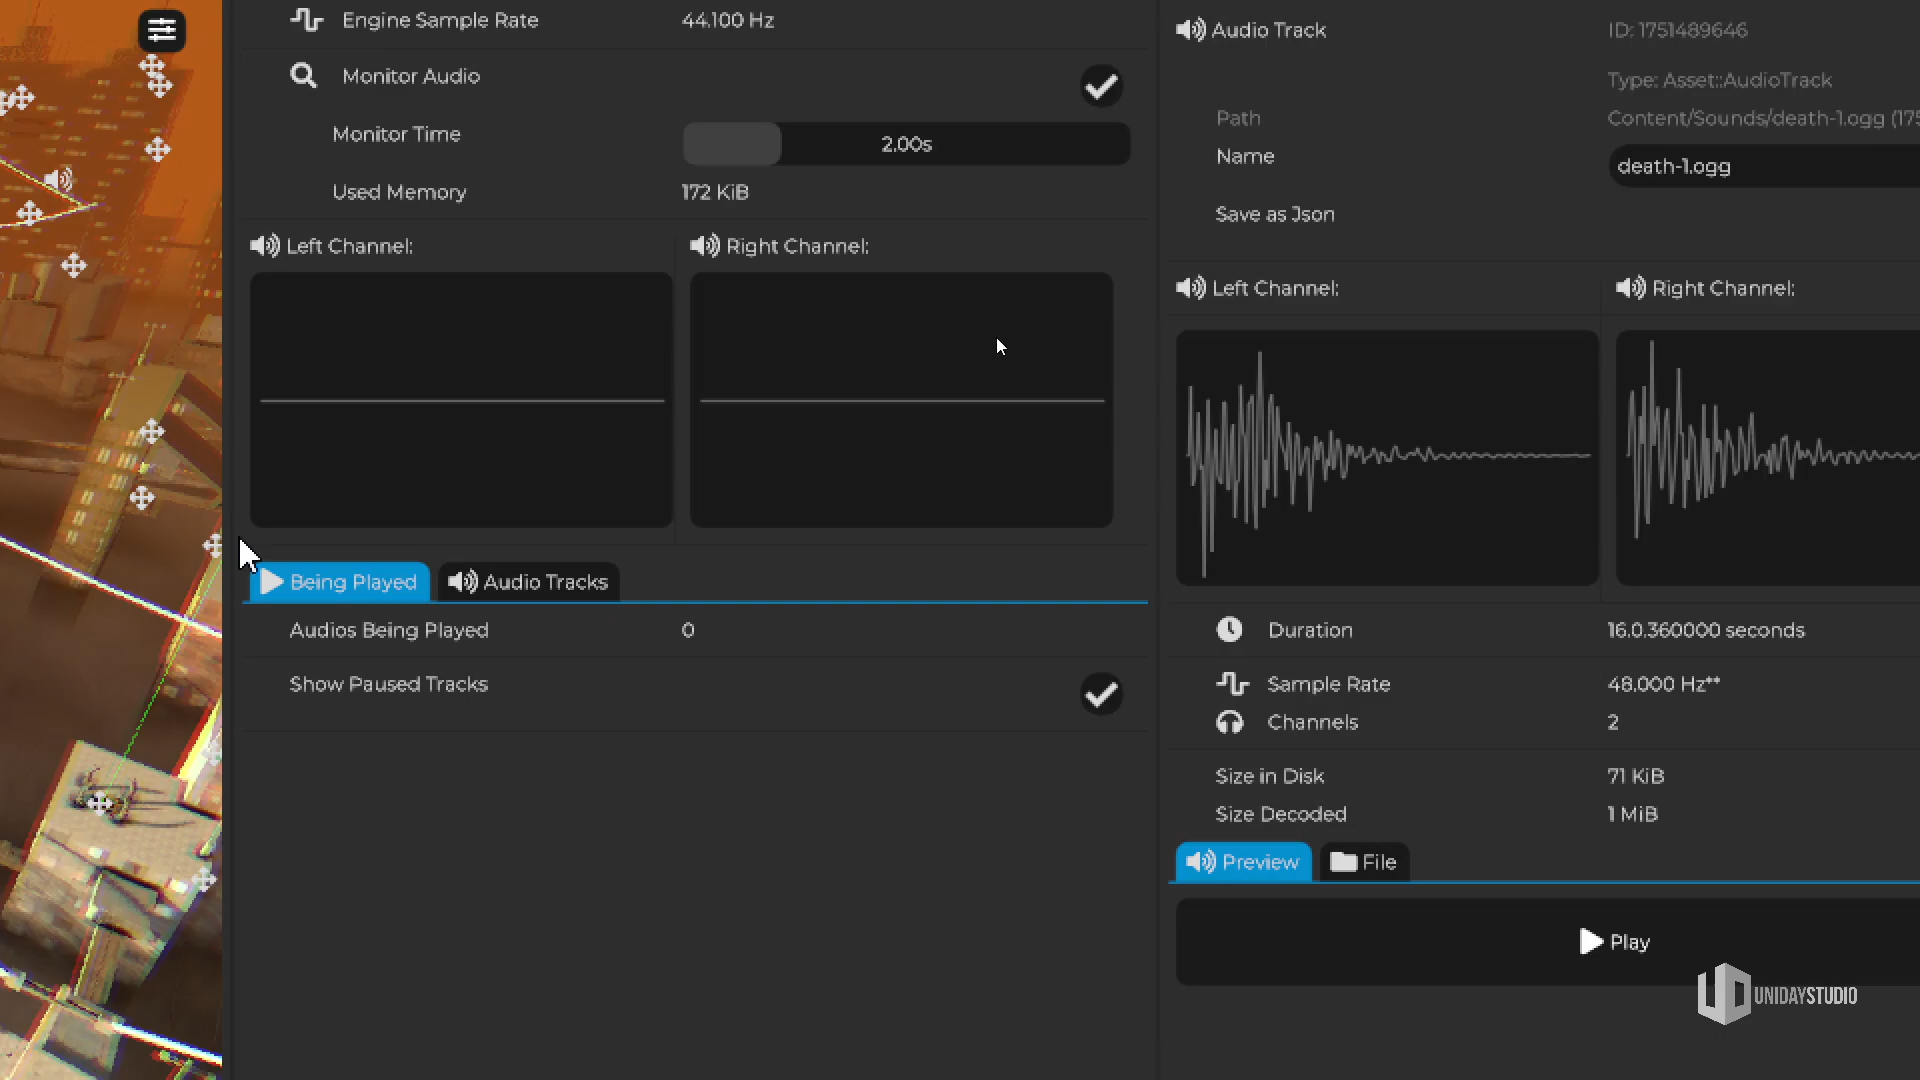 Engine Sample Rate 44.100 Hz
Monitor Audio
Monitor Time 2.00s
Used Memory 172 KiB
Left Channel: Right Channel:
Being Played Audio Tracks
Audios Being Played 0
Show Paused Tracks
Audio Track ID: 1751489646
Type: Asset::AudioTrack
Path Content/Sounds/death-1.ogg (175
Name death-1.ogg
Save as Json
Left Channel: Right Channel:
Duration 16.0.360000 seconds
Sample Rate 48.000 Hz**
Channels 2
Size in Disk 71 KiB
Size Decoded 1 MiB
Preview File
Play
UNIDAYSTUDIO